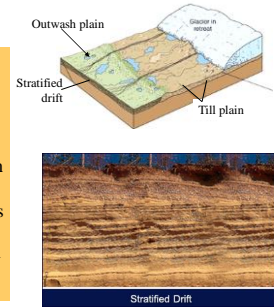 Glacier in
retreat
Outwash plain
Stratified
drift
Till plain
Stratified Drift